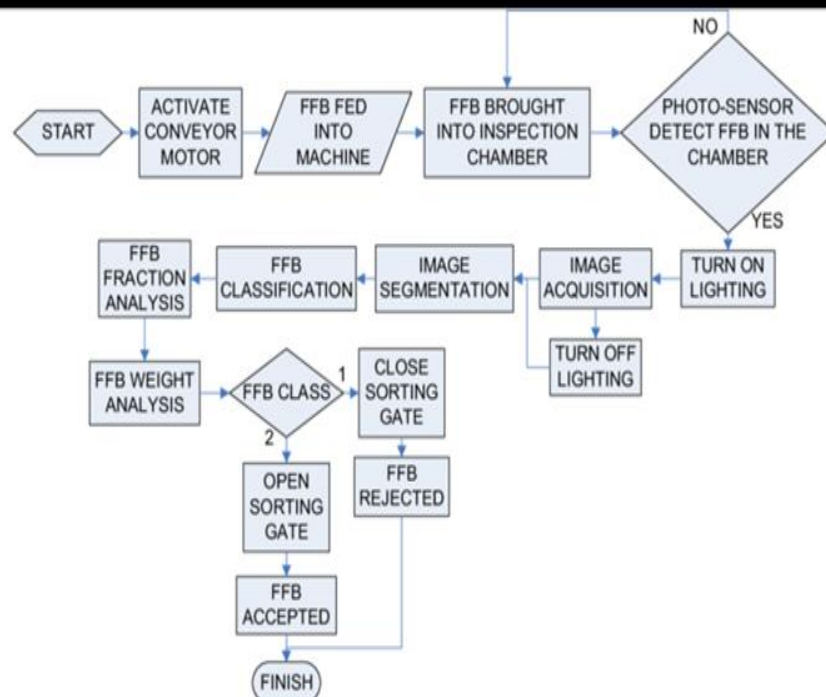 START
ACTIVATE
CONVEYOR
MOTOR
FFB FED
INTO
MACHINE
FFB BROUGHT
INTO INSPECTION
CHAMBER
NO
PHOTO-SENSOR
DETECT FFB IN THE
CHAMBER
YES
TURN ON
LIGHTING
IMAGE
ACQUISITION
TURN OFF
LIGHTING
IMAGE
SEGMENTATION
FFB
CLASSIFICATION
FFB
FRACTION
ANALYSIS
FFB WEIGHT
ANALYSIS
FFB CLASS
1
CLOSE
SORTING
GATE
FFB
REJECTED
2
OPEN
SORTING
GATE
FFB
ACCEPTED
FINISH